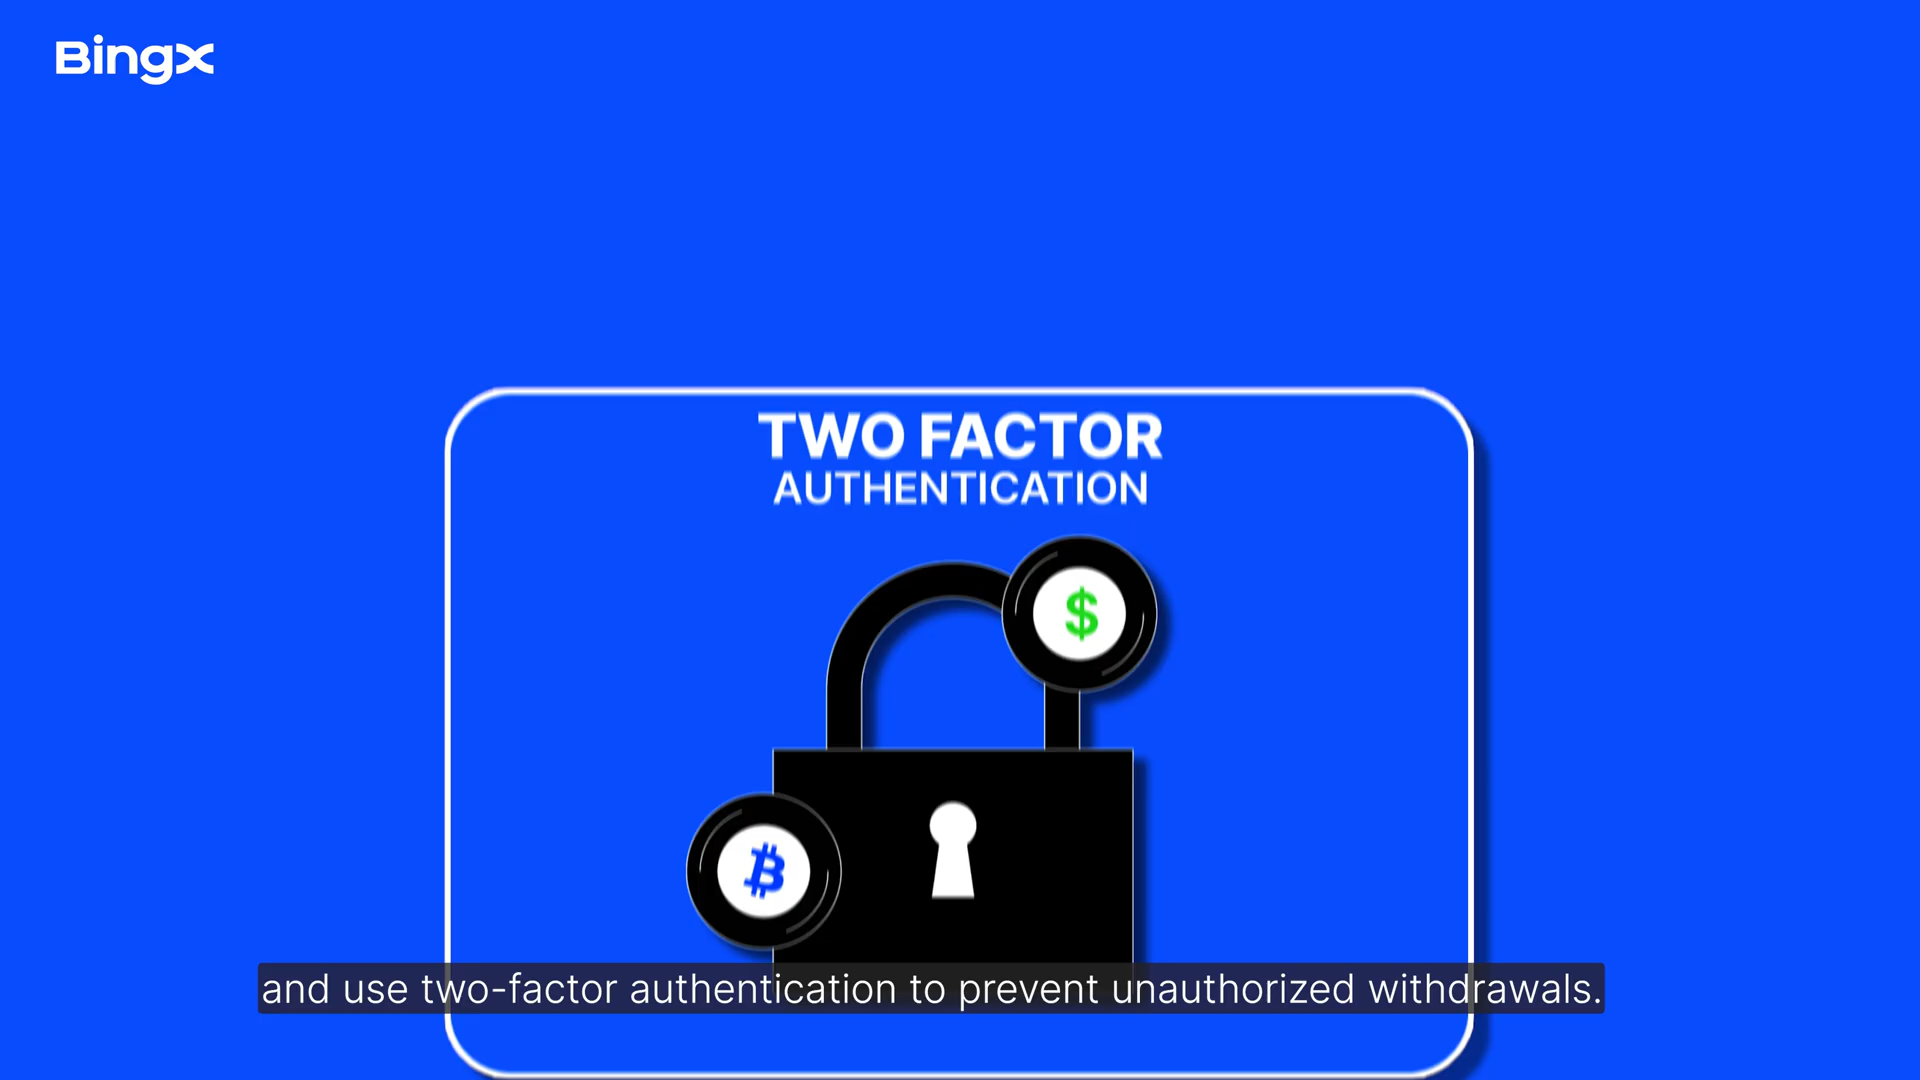 BingX
TWO FACTOR
AUTHENTICATION
$
₿
and use two-factor authentication to prevent unauthorized withdrawals.